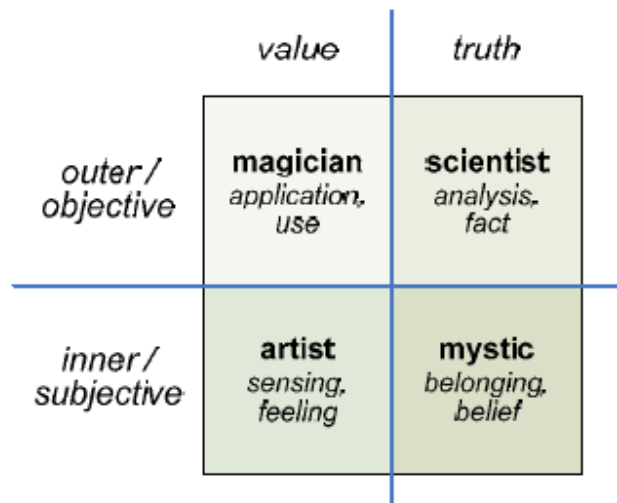 value truth
outer / objective
magician
application,
use
scientist
analysis,
fact
inner / subjective
artist
sensing,
feeling
mystic
belonging,
belief